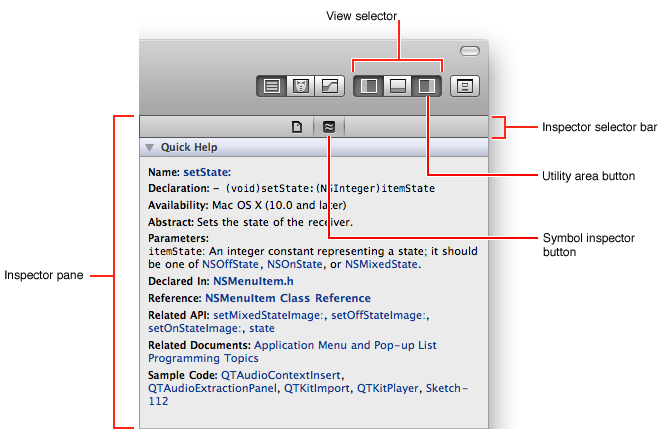 View selector
Inspector selector bar
Quick Help
Utility area button
Name: setState:
Declaration: - (void)setState:(NSInteger)itemState
Availability: Mac OS X (10.0 and later)
Abstract: Sets the state of the receiver.
Parameters:
itemState: An integer constant representing a state; it should
be one of NSOffState, NSOnState, or NSMixedState.
Symbol inspector
button
Inspector pane
Declared In: NSMenuItem.h
Reference: NSMenuItem Class Reference
Related API: setMixedStateImage:, setOffStateImage:,
setOnStateImage:, state
Related Documents: Application Menu and Pop-up List
Programming Topics
Sample Code: QTAudioContextInsert,
QTAudioExtractionPanel, QTKitImport, QTKitPlayer, Sketch-
112